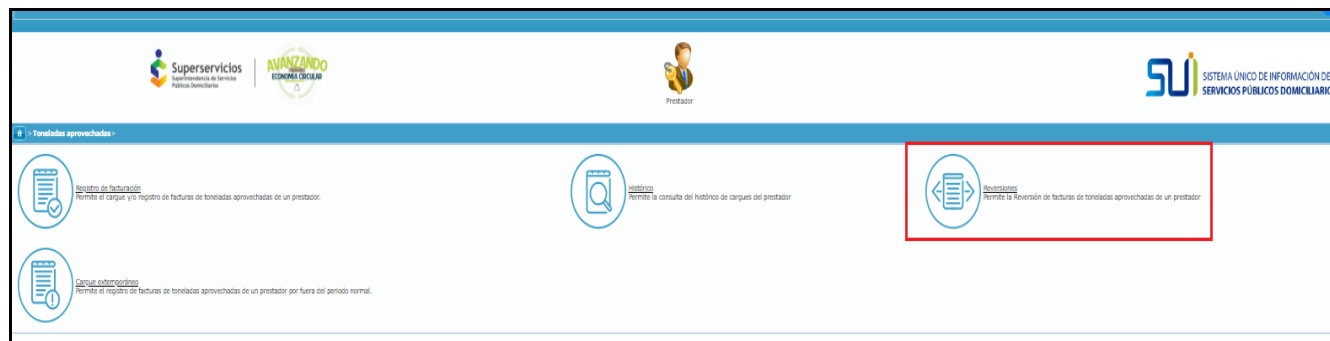 Superservicios
Superintendencia de Servicios
Públicos Domiciliarios
AVANZANDO
ECONOMÍA CIRCULAR
Prestador
sui
SISTEMA ÚNICO DE INFORMACIÓN DE
SERVICIOS PÚBLICOS DOMICILIARIO
> Toneladas aprovechadas >
Registro de facturación
Permite el cargue y/o registro de facturas de toneladas aprovechadas de un prestador.
Histórico
Permite la consulta del histórico de cargues del prestador
Reversiones
Permite la Reversión de facturas de toneladas aprovechadas de un prestador
Cargue extemporáneo
Permite el registro de facturas de toneladas aprovechadas de un prestador por fuera del periodo normal.